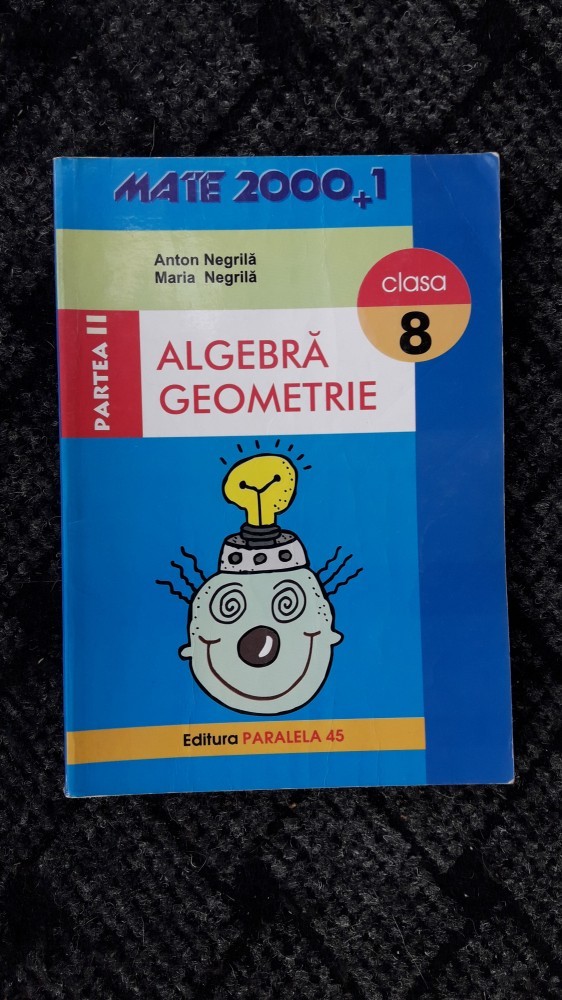 MATE 2000+1
Anton Negrilă
Maria Negrilă
clasa
8
PARTEA II
ALGEBRĂ
GEOMETRIE
Editura PARALELA 45